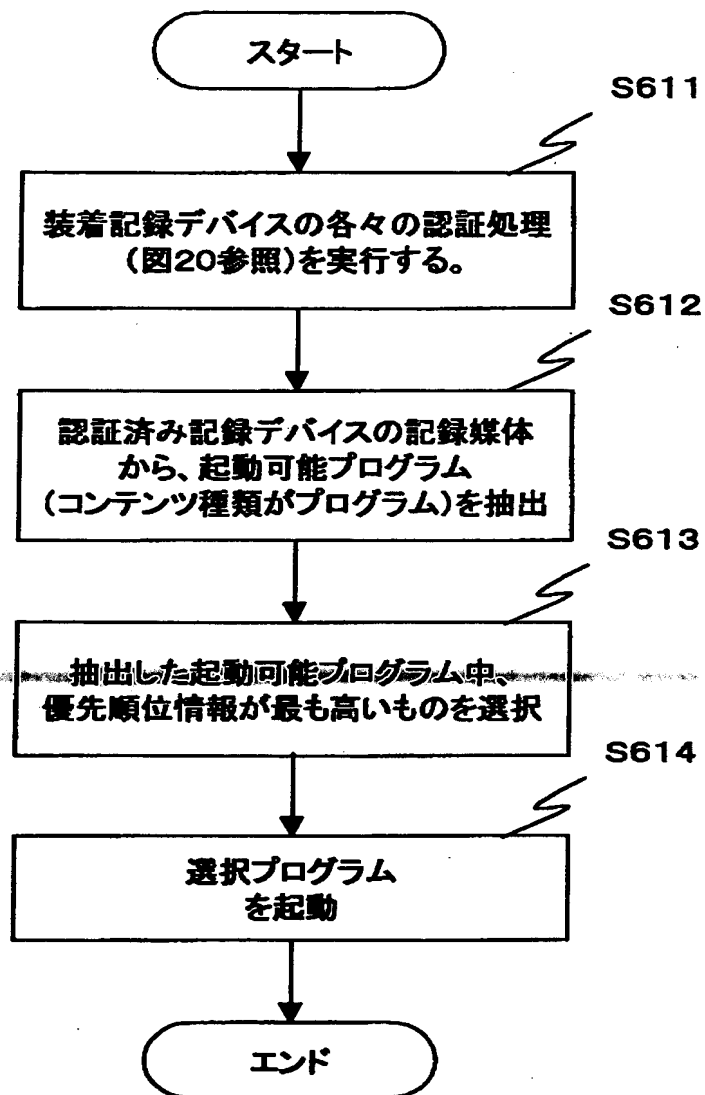 スタート
S611
装着記録デバイスの各々の認証処理
(図20参照)を実行する。
S612
認証済み記録デバイスの記録媒体
から、起動可能プログラム
(コンテンツ種類がプログラム)を抽出
S613
抽出した起動可能プログラム中、
優先順位情報が最も高いものを選択
S614
選択プログラム
を起動
エンド